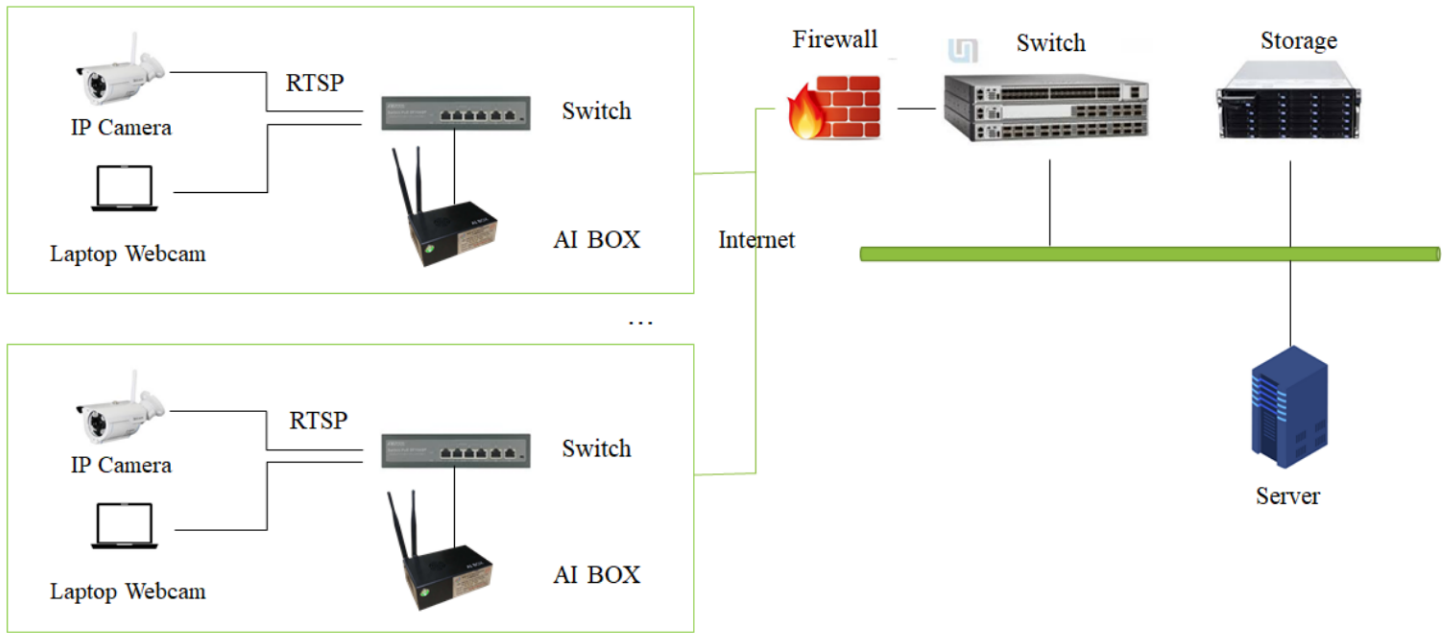 Firewall
Switch
Storage
RTSP
Switch
IP Camera
AI BOX
Laptop Webcam
Internet
...
RTSP
Switch
IP Camera
Server
AI BOX
Laptop Webcam